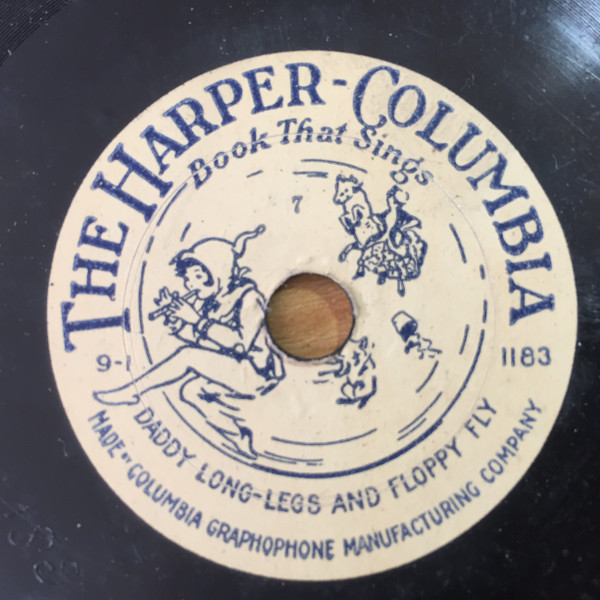 THE HARPER-COLUMBIA
Book That Sings
7
9-1
1183
DADDY LONG-LEGS AND FLOPPY FLY
MADE BY COLUMBIA GRAPHOPHONE MANUFACTURING COMPANY